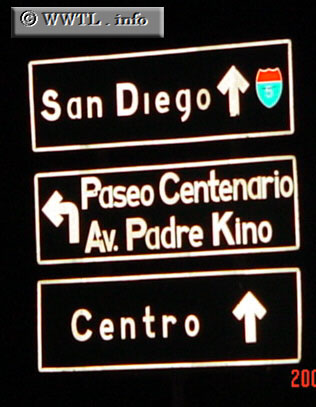 © WWTL.info
San Diego 5
Paseo Centenario
Av. Padre Kino
Centro
200